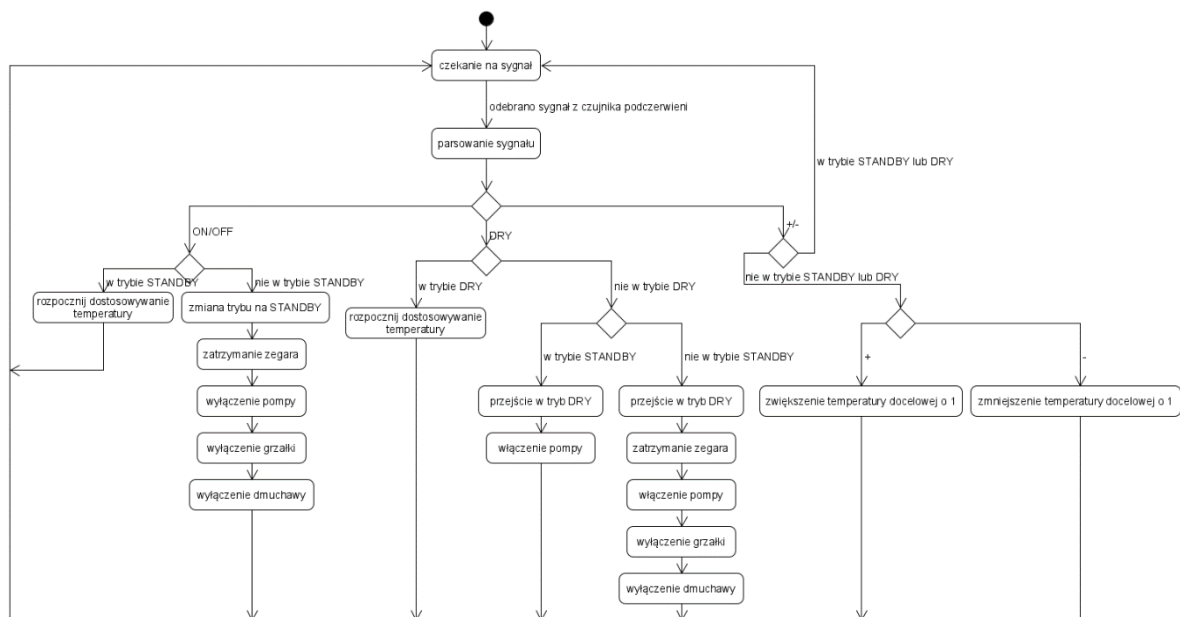 czekanie na sygnał
odebrano sygnał z czujnika podczerwieni
parsowanie sygnału
w trybie STANDBY lub DRY
ON/OFF
DRY
+/-
w trybie STANDBY
nie w trybie STANDBY
w trybie DRY
nie w trybie DRY
nie w trybie STANDBY lub DRY
rozpocznij dostosowywanie
temperatury
zmiana trybu na STANDBY
rozpocznij dostosowywanie
temperatury
zatrzymanie zegara
w trybie STANDBY
nie w trybie STANDBY
+
-
wyłączenie pompy
przejście w tryb DRY
przejście w tryb DRY
zwiększenie temperatury docelowej o 1
zmniejszenie temperatury docelowej o 1
wyłączenie grzałki
włączenie pompy
zatrzymanie zegara
wyłączenie dmuchawy
włączenie pompy
wyłączenie grzałki
wyłączenie dmuchawy